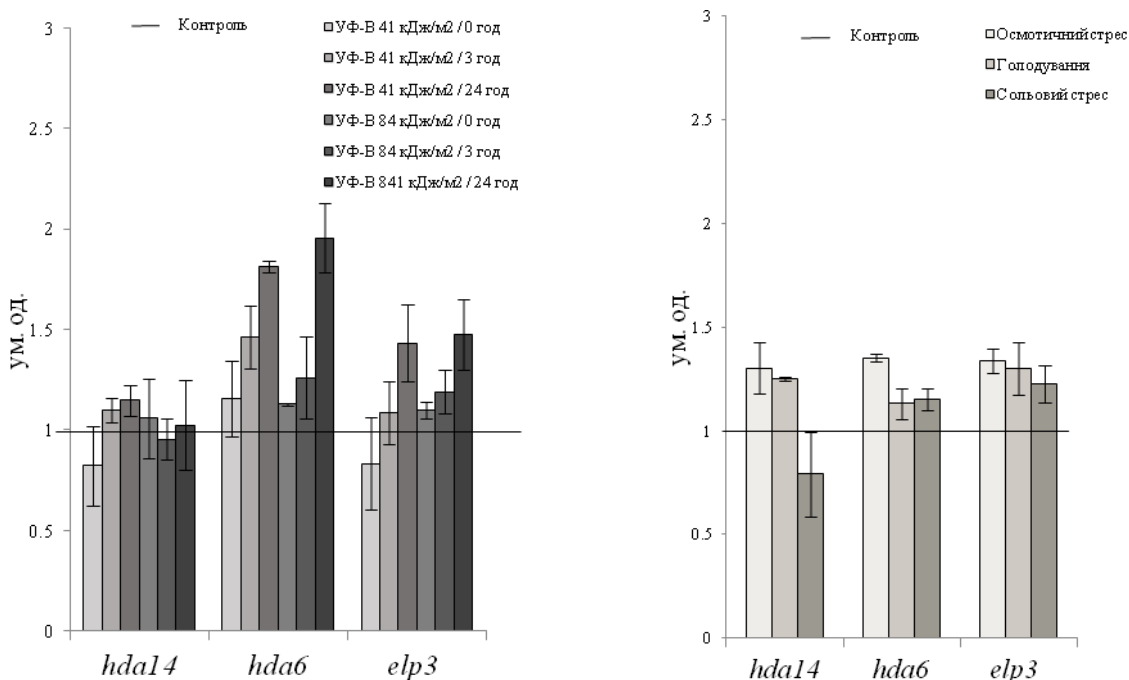 3
Контроль
УФ-В 41 кДж/м2 /0 год
УФ-В 41 кДж/м2 /3 год
УФ-В 41 кДж/м2 /24 год
УФ-В 84 кДж/м2 /0 год
УФ-В 84 кДж/м2 /3 год
УФ-В 841 кДж/м2 /24 год
2.5
2
1.5
1
0.5
0
ум. од.
hda14
hda6
elp3
3
Контроль
Осмотичний стрес
Голодування
Сольовий стрес
2.5
2
1.5
1
0.5
0
ум. од.
hda14
hda6
elp3